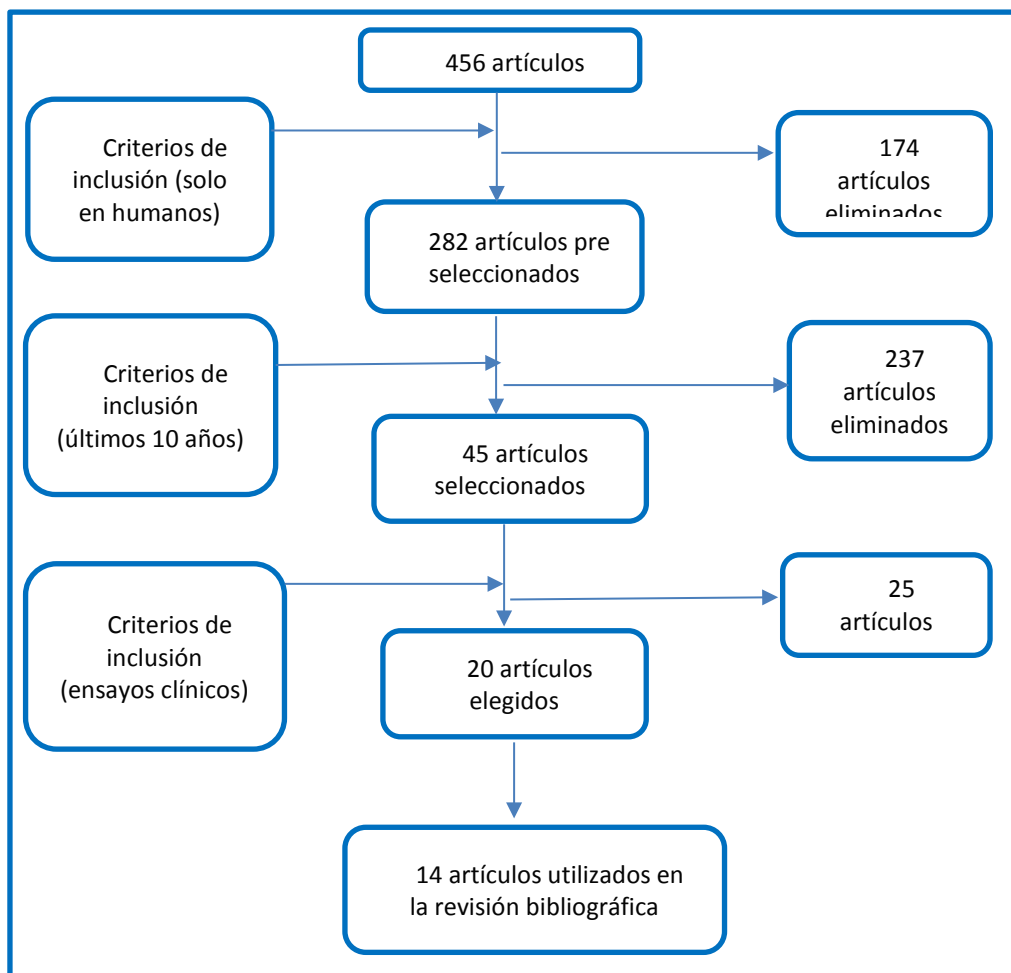 456 artículos
Criterios de
inclusión (solo
en humanos)
174
artículos
eliminados
282 artículos pre
seleccionados
Criterios de
inclusión
(últimos 10 años)
237
artículos
eliminados
45 artículos
seleccionados
Criterios de
inclusión
(ensayos clínicos)
25
artículos
20 artículos
elegidos
14 artículos utilizados en
la revisión bibliográfica